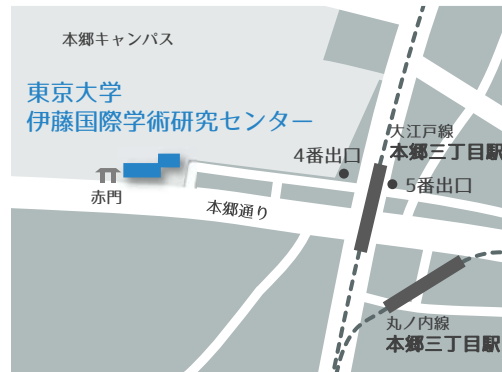 本郷キャンパス
東京大学
伊藤国際学術研究センター
大江戸線
本郷三丁目駅
4番出口
5番出口
赤門
本郷通り
丸ノ内線
本郷三丁目駅